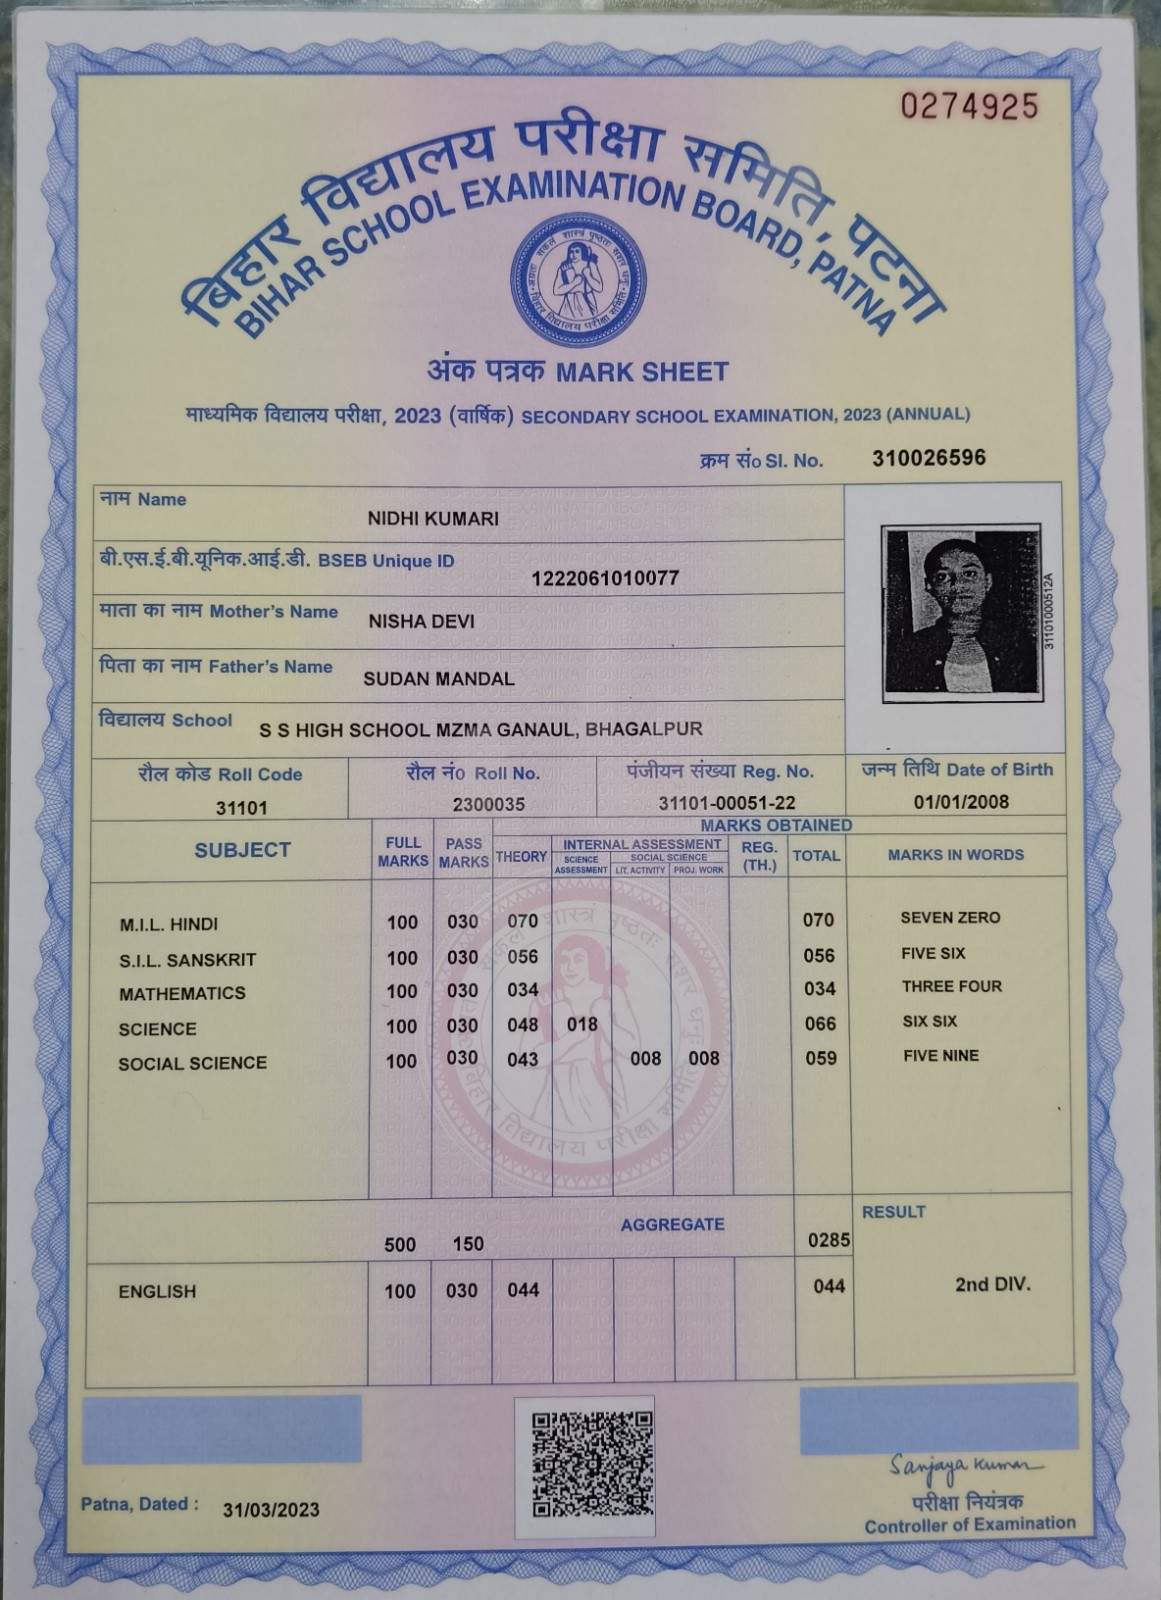 0274925
बिहार विद्यालय परीक्षा समिति, पटना
BIHAR SCHOOL EXAMINATION BOARD, PATNA
अंक पत्रक MARK SHEET
माध्यमिक विद्यालय परीक्षा, 2023 (वार्षिक) SECONDARY SCHOOL EXAMINATION, 2023 (ANNUAL)
क्रम सं० Sl. No. 310026596
नाम Name NIDHI KUMARI
बी.एस.ई.बी.यूनिक.आई.डी. BSEB Unique ID 1222061010077
माता का नाम Mother's Name NISHA DEVI
पिता का नाम Father's Name SUDAN MANDAL
विद्यालय School S S HIGH SCHOOL MZMA GANAUL, BHAGALPUR
31101000512A
रौल कोड Roll Code रौल नं० Roll No. पंजीयन संख्या Reg. No. जन्म तिथि Date of Birth
31101 2300035 31101-00051-22 01/01/2008
SUBJECT FULL MARKS PASS MARKS MARKS OBTAINED
THEORY INTERNAL ASSESSMENT REG. (TH.) TOTAL MARKS IN WORDS
SCIENCE ASSESSMENT SOCIAL SCIENCE
LIT. ACTIVITY PROJ. WORK
M.I.L. HINDI 100 030 070 070 SEVEN ZERO
S.I.L. SANSKRIT 100 030 056 056 FIVE SIX
MATHEMATICS 100 030 034 034 THREE FOUR
SCIENCE 100 030 048 018 066 SIX SIX
SOCIAL SCIENCE 100 030 043 008 008 059 FIVE NINE
बिहार विद्यालय परीक्षा समिति
AGGREGATE RESULT
500 150 0285
ENGLISH 100 030 044 044 2nd DIV.
Sanjaya Kumar
Patna, Dated : 31/03/2023
परीक्षा नियंत्रक
Controller of Examination